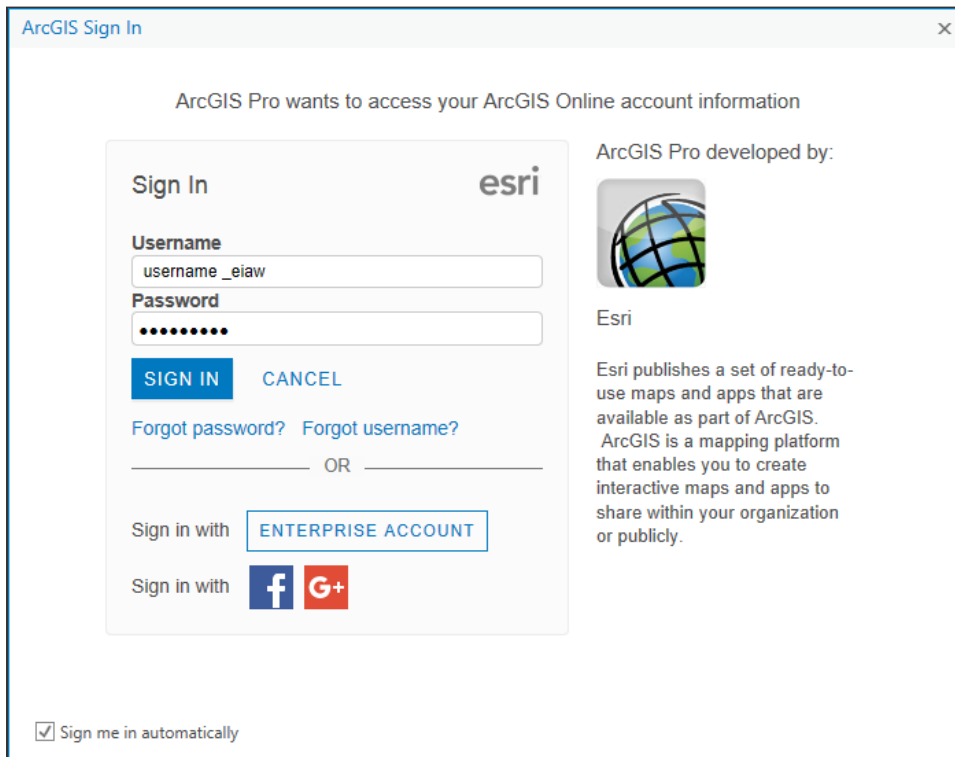 ArcGIS Sign In
ArcGIS Pro wants to access your ArcGIS Online account information
Sign In
esri
Username
username _eiaw
Password
•••••••••
SIGN IN CANCEL
Forgot password? Forgot username?
OR
Sign in with ENTERPRISE ACCOUNT
Sign in with f G+
ArcGIS Pro developed by:
Esri
Esri publishes a set of ready-to-
use maps and apps that are
available as part of ArcGIS.
ArcGIS is a mapping platform
that enables you to create
interactive maps and apps to
share within your organization
or publicly.
Sign me in automatically